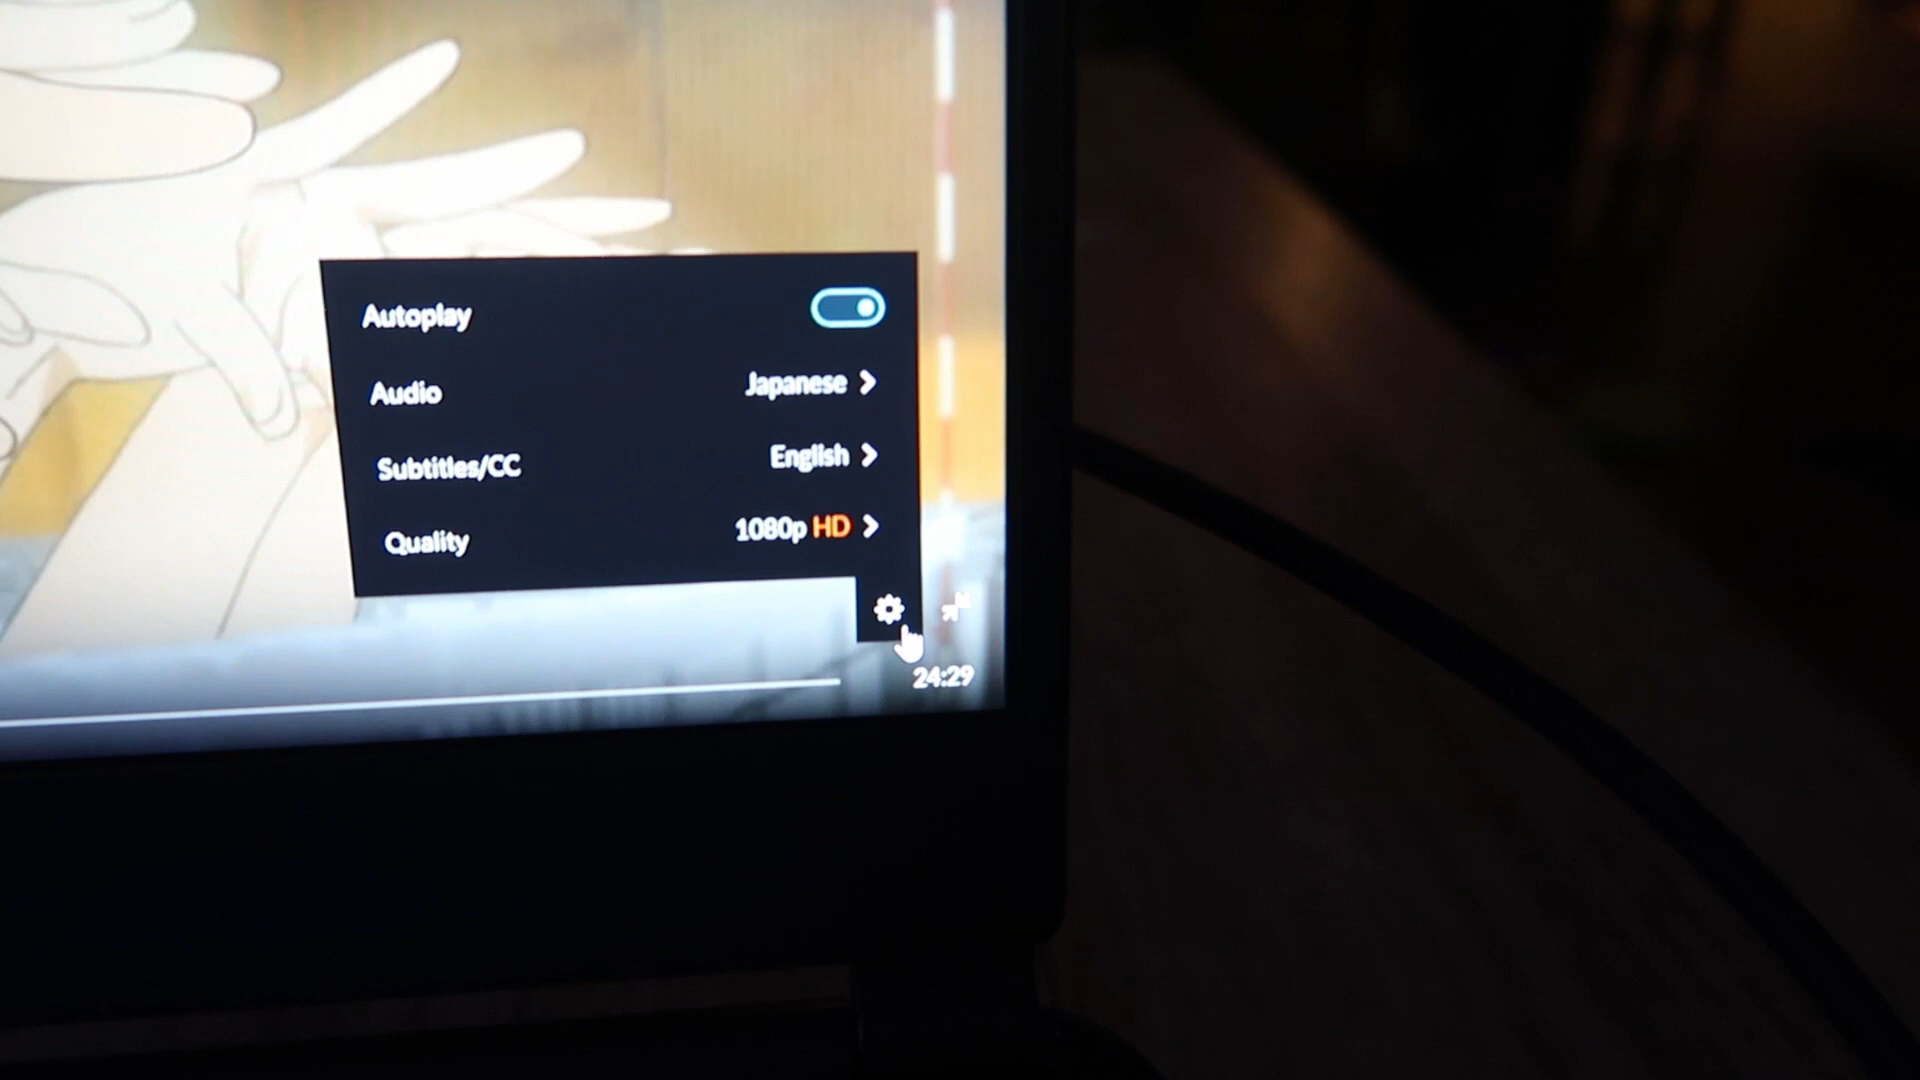 Autoplay
Audio Japanese
Subtitles/CC English
Quality 1080p HD
24:29